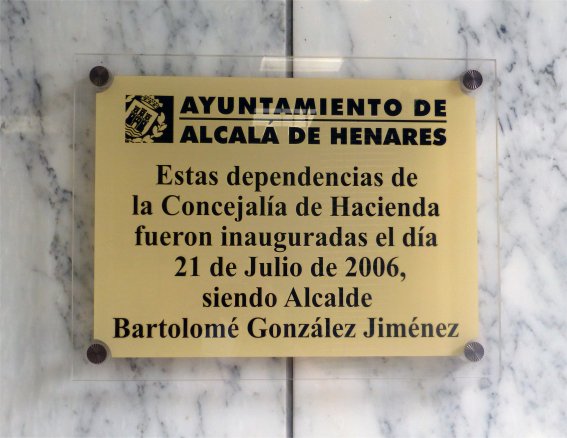 AYUNTAMIENTO DE
ALCALÁ DE HENARES
Estas dependencias de
la Concejalía de Hacienda
fueron inauguradas el día
21 de Julio de 2006,
siendo Alcalde
Bartolomé González Jiménez